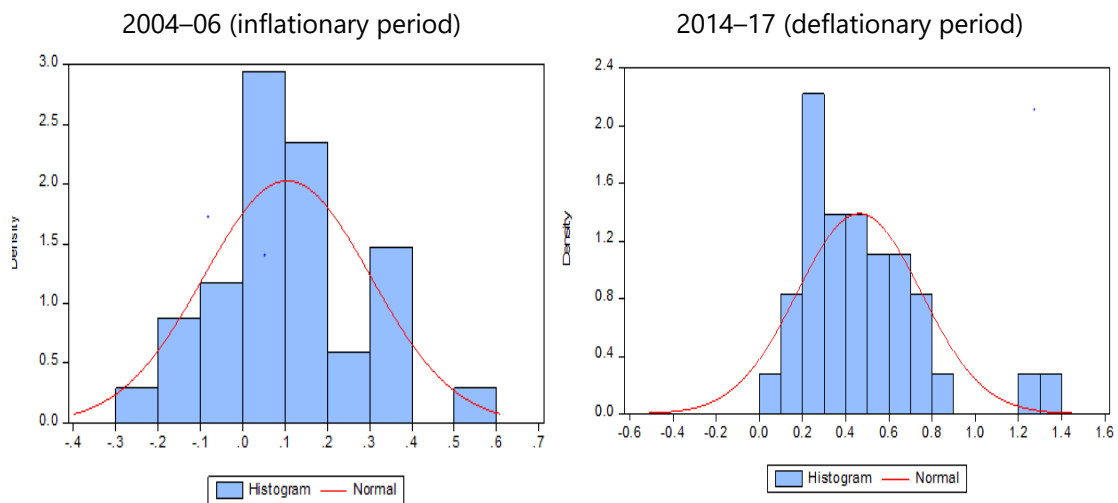 2004–06 (inflationary period)
3.0
2.5
2.0
1.5
1.0
0.5
0.0
Density
-.4 -.3 -.2 -.1 .0 .1 .2 .3 .4 .5 .6 .7
Histogram Normal
2014–17 (deflationary period)
2.4
2.0
1.6
1.2
0.8
0.4
0.0
Density
-0.6 -0.4 -0.2 0.0 0.2 0.4 0.6 0.8 1.0 1.2 1.4 1.6
Histogram Normal